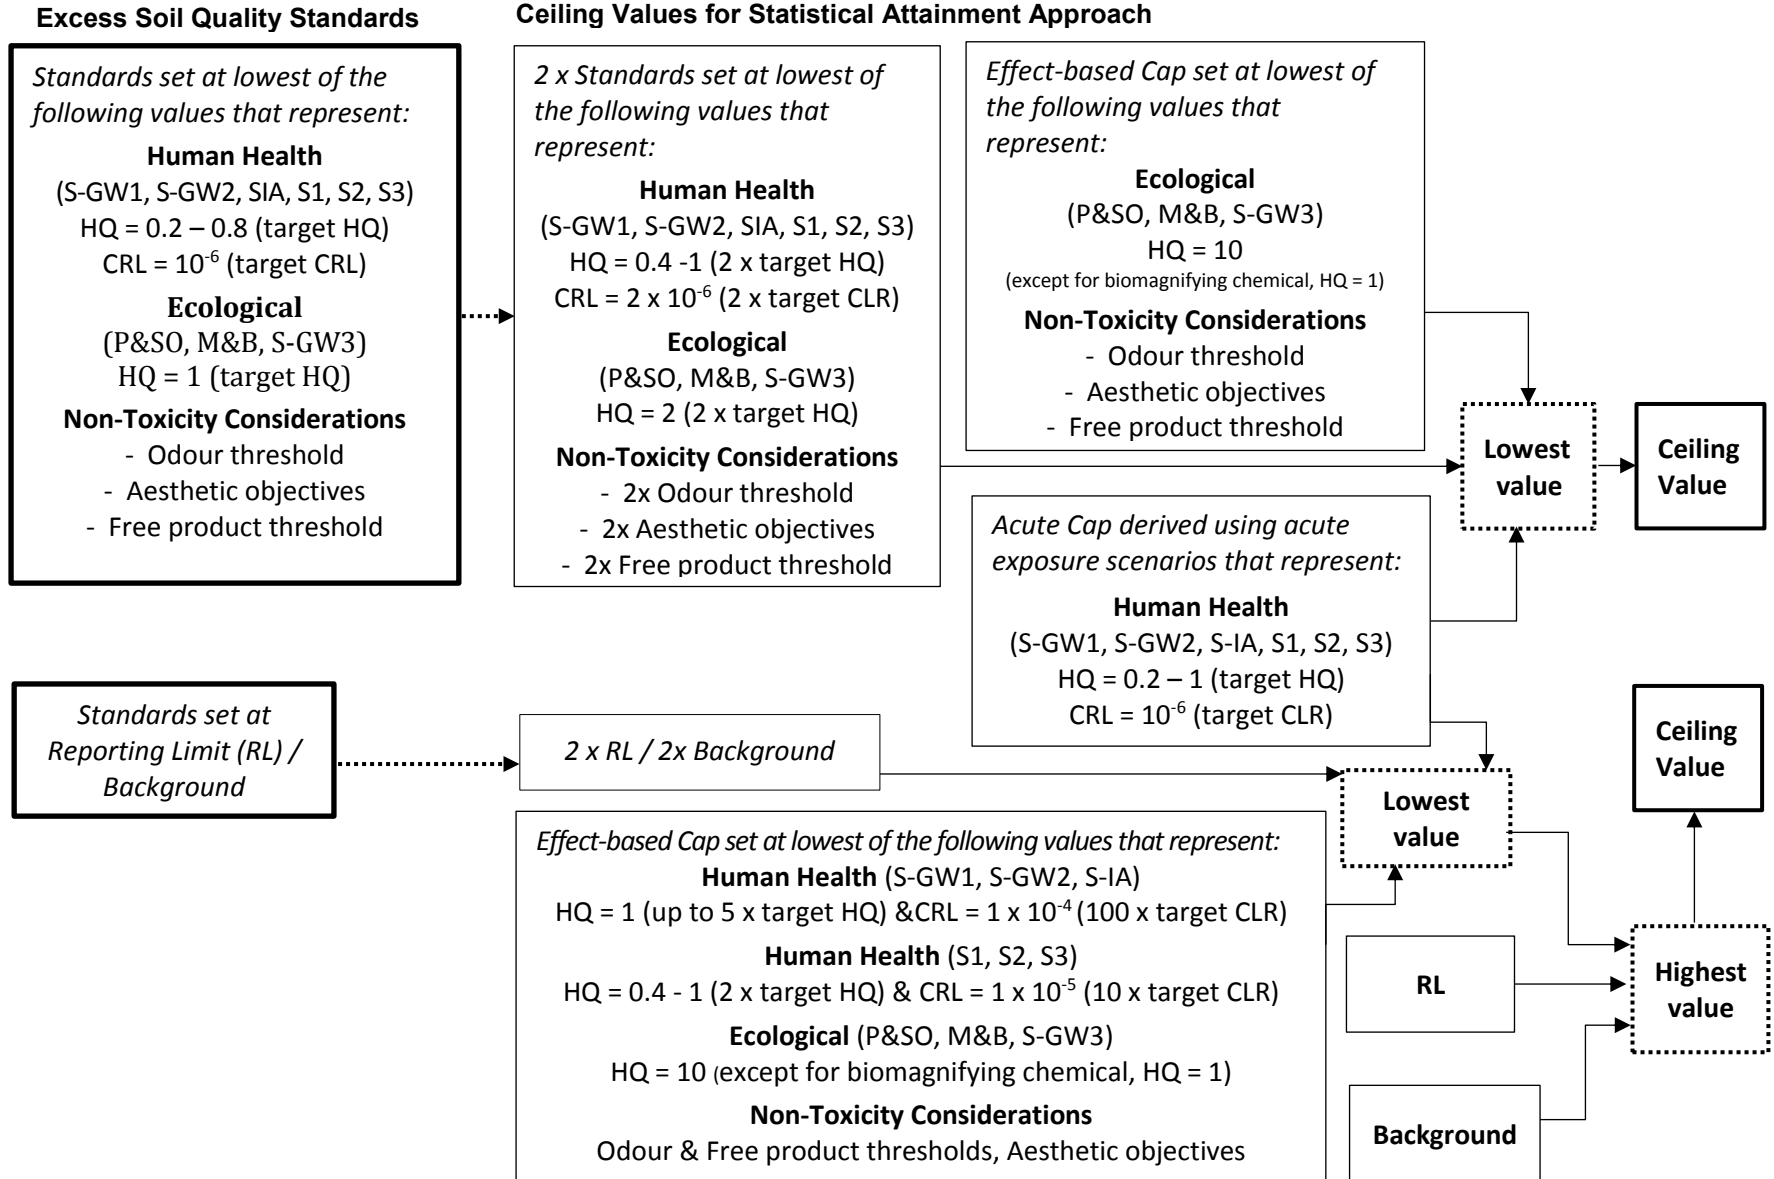 Excess Soil Quality Standards
Ceiling Values for Statistical Attainment Approach
Standards set at lowest of the
following values that represent:
Human Health
(S-GW1, S-GW2, SIA, S1, S2, S3)
HQ = 0.2 – 0.8 (target HQ)
CRL = 10⁻⁶ (target CRL)
Ecological
(P&SO, M&B, S-GW3)
HQ = 1 (target HQ)
Non-Toxicity Considerations
- Odour threshold
- Aesthetic objectives
- Free product threshold
2 x Standards set at lowest of
the following values that
represent:
Human Health
(S-GW1, S-GW2, SIA, S1, S2, S3)
HQ = 0.4 -1 (2 x target HQ)
CRL = 2 x 10⁻⁶ (2 x target CLR)
Ecological
(P&SO, M&B, S-GW3)
HQ = 2 (2 x target HQ)
Non-Toxicity Considerations
- 2x Odour threshold
- 2x Aesthetic objectives
- 2x Free product threshold
Effect-based Cap set at lowest of
the following values that
represent:
Ecological
(P&SO, M&B, S-GW3)
HQ = 10
(except for biomagnifying chemical, HQ = 1)
Non-Toxicity Considerations
- Odour threshold
- Aesthetic objectives
- Free product threshold
Lowest
value
Ceiling
Value
Acute Cap derived using acute
exposure scenarios that represent:
Human Health
(S-GW1, S-GW2, S-IA, S1, S2, S3)
HQ = 0.2 – 1 (target HQ)
CRL = 10⁻⁶ (target CLR)
Standards set at
Reporting Limit (RL) /
Background
2 x RL / 2x Background
Lowest
value
Ceiling
Value
Effect-based Cap set at lowest of the following values that represent:
Human Health (S-GW1, S-GW2, S-IA)
HQ = 1 (up to 5 x target HQ) &CRL = 1 x 10⁻⁴ (100 x target CLR)
Human Health (S1, S2, S3)
HQ = 0.4 - 1 (2 x target HQ) & CRL = 1 x 10⁻⁵ (10 x target CLR)
Ecological (P&SO, M&B, S-GW3)
HQ = 10 (except for biomagnifying chemical, HQ = 1)
Non-Toxicity Considerations
Odour & Free product thresholds, Aesthetic objectives
RL
Highest
value
Background